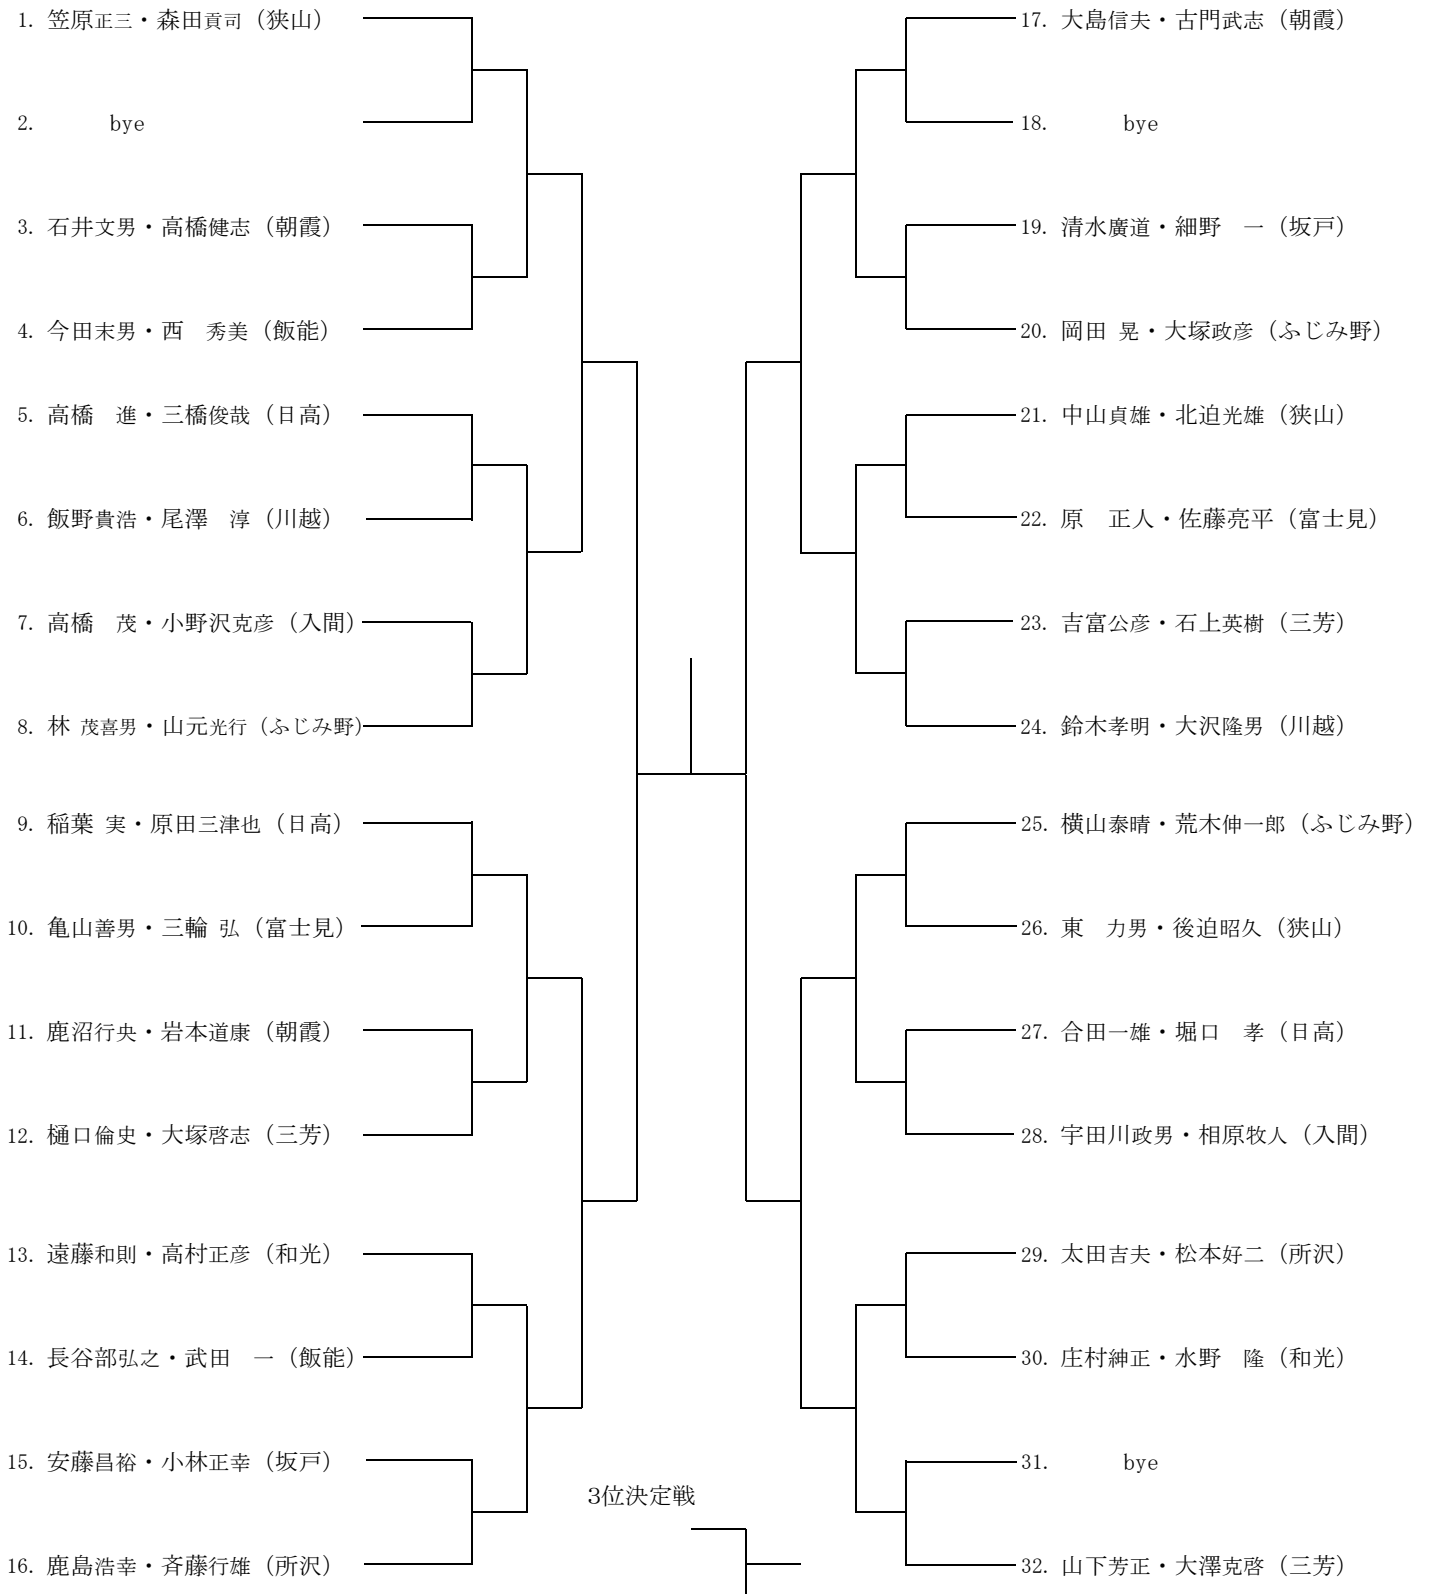 1. 笠原正三・森田貢司（狭山）
2. bye
3. 石井文男・高橋健志（朝霞）
4. 今田末男・西　秀美（飯能）
5. 高橋　進・三橋俊哉（日高）
6. 飯野貴浩・尾澤　淳（川越）
7. 高橋　茂・小野沢克彦（入間）
8. 林 茂喜男・山元光行（ふじみ野）
9. 稲葉 実・原田三津也（日高）
10. 亀山善男・三輪 弘（富士見）
11. 鹿沼行央・岩本道康（朝霞）
12. 樋口倫史・大塚啓志（三芳）
13. 遠藤和則・高村正彦（和光）
14. 長谷部弘之・武田　一（飯能）
15. 安藤昌裕・小林正幸（坂戸）
16. 鹿島浩幸・斉藤行雄（所沢）
3位決定戦
17. 大島信夫・古門武志（朝霞）
18. bye
19. 清水廣道・細野　一（坂戸）
20. 岡田 晃・大塚政彦（ふじみ野）
21. 中山貞雄・北迫光雄（狭山）
22. 原　正人・佐藤亮平（富士見）
23. 吉富公彦・石上英樹（三芳）
24. 鈴木孝明・大沢隆男（川越）
25. 横山泰晴・荒木伸一郎（ふじみ野）
26. 東　力男・後迫昭久（狭山）
27. 合田一雄・堀口　孝（日高）
28. 宇田川政男・相原牧人（入間）
29. 太田吉夫・松本好二（所沢）
30. 庄村紳正・水野　隆（和光）
31. bye
32. 山下芳正・大澤克啓（三芳）